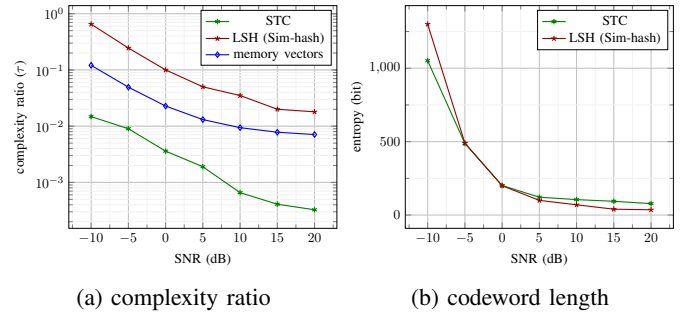 STC
LSH (Sim-hash)
memory vectors
10^0
10^−1
10^−2
10^−3
complexity ratio (τ)
−10 −5 0 5 10 15 20
SNR (dB)
(a) complexity ratio
STC
LSH (Sim-hash)
1,000
500
0
entropy (bit)
−10 −5 0 5 10 15 20
SNR (dB)
(b) codeword length